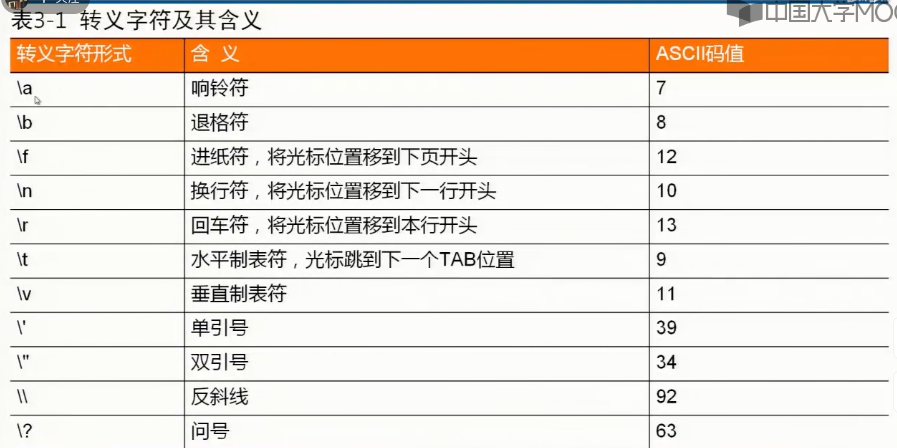 中国大学MOO
表3-1 转义字符及其含义
转义字符形式 含 义 ASCII码值
\a 响铃符 7
\b 退格符 8
\f 进纸符，将光标位置移到下页开头 12
\n 换行符，将光标位置移到下一行开头 10
\r 回车符，将光标位置移到本行开头 13
\t 水平制表符，光标跳到下一个TAB位置 9
\v 垂直制表符 11
\' 单引号 39
\" 双引号 34
\\ 反斜线 92
\? 问号 63